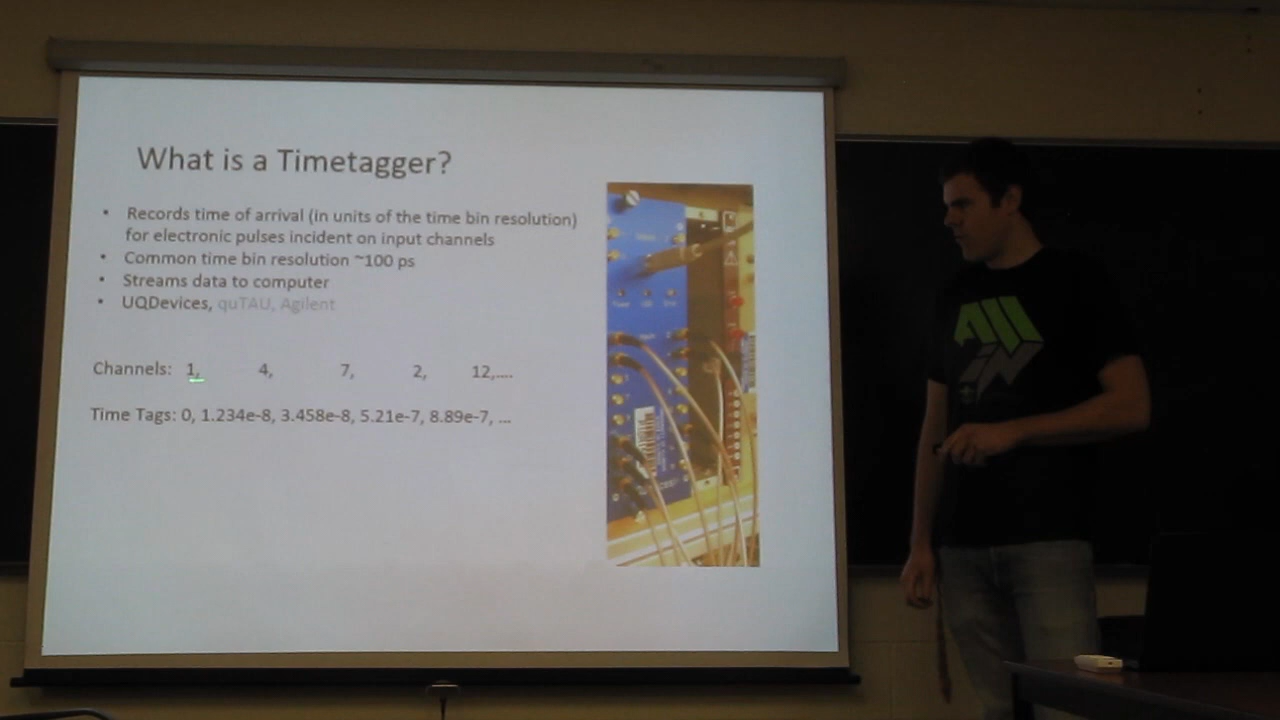 What is a Timetagger?
• Records time of arrival (in units of the time bin resolution)
for electronic pulses incident on input channels
• Common time bin resolution ~100 ps
• Streams data to computer
• UQDevices, quTAU, Agilent
Channels: 1, 4, 7, 2, 12,....
Time Tags: 0, 1.234e-8, 3.458e-8, 5.21e-7, 8.89e-7, ...